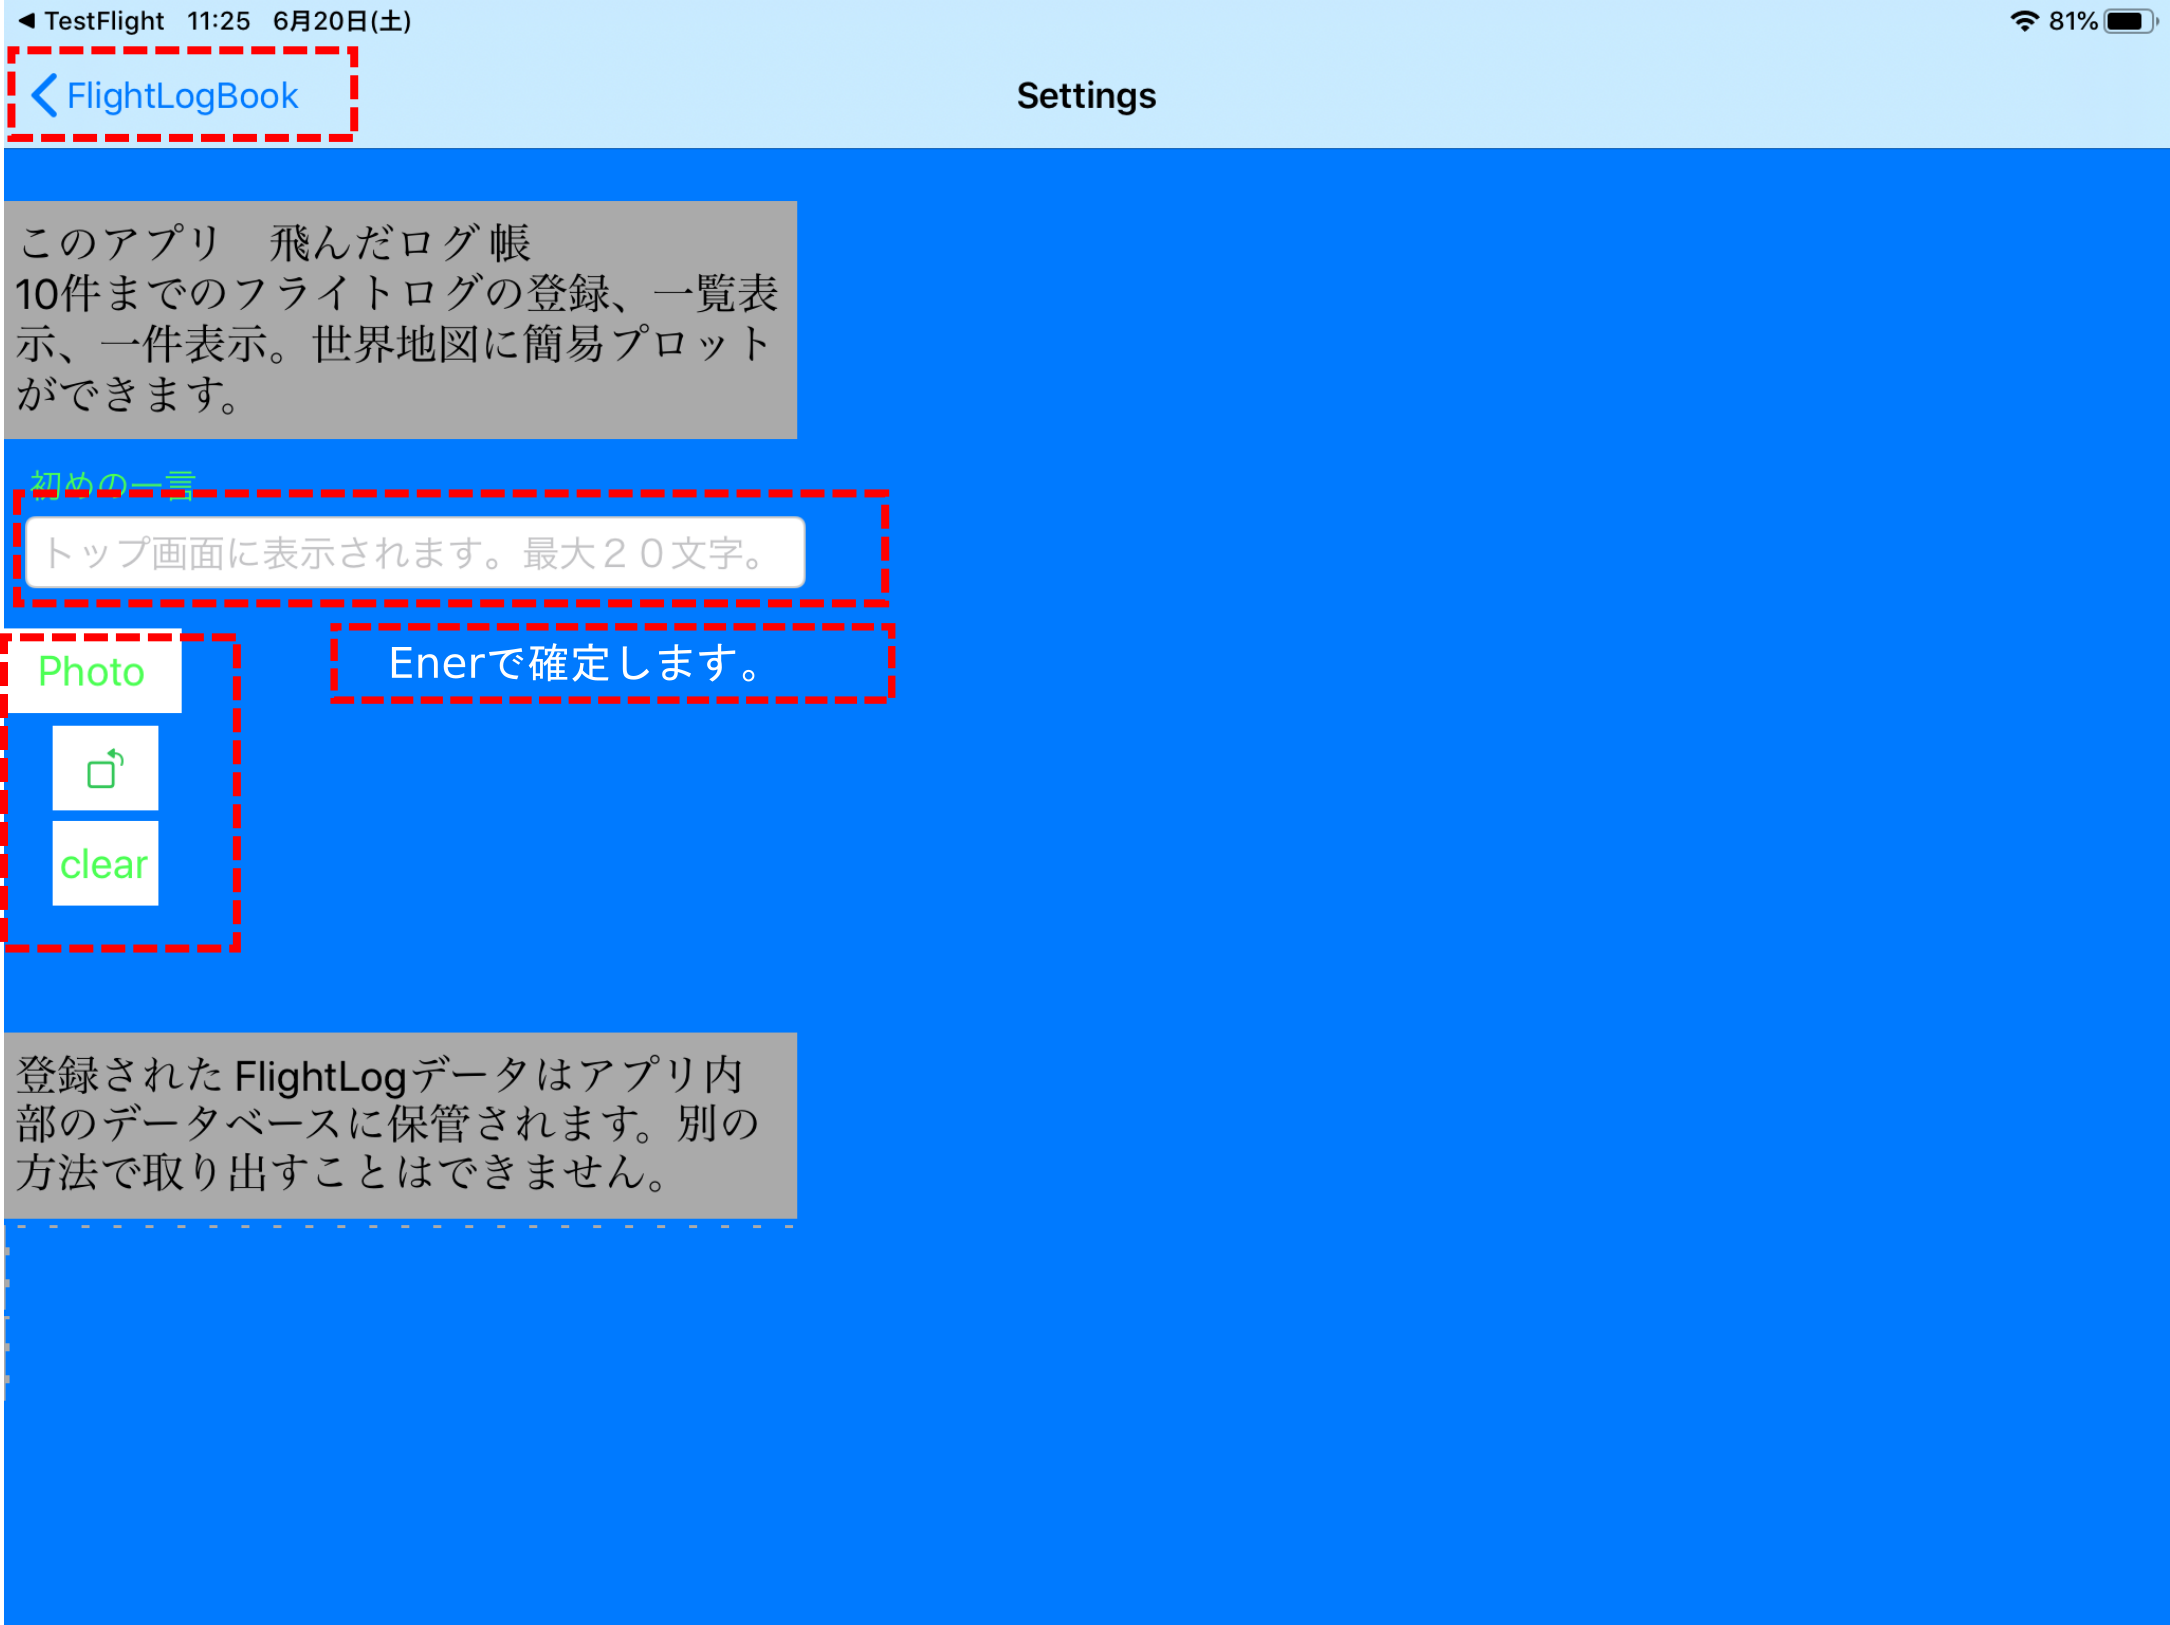 TestFlight 11:25 6月20日(土) 81%
FlightLogBook
Settings
このアプリ　飛んだログ帳
10件までのフライトログの登録、一覧表
示、一件表示。世界地図に簡易プロット
ができます。
初めの一言
トップ画面に表示されます。最大２０文字。
Photo
Enerで確定します。
clear
登録された FlightLogデータはアプリ内
部のデータベースに保管されます。別の
方法で取り出すことはできません。